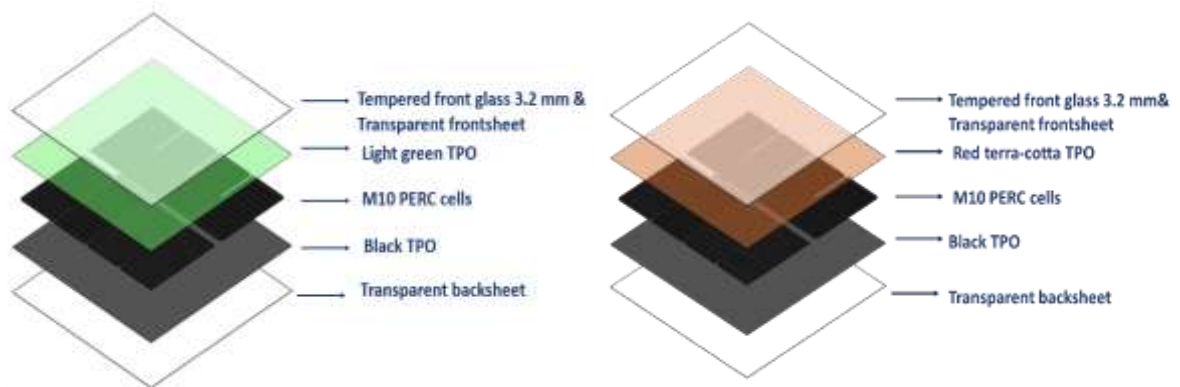 Tempered front glass 3.2 mm &
Transparent frontsheet
Light green TPO
M10 PERC cells
Black TPO
Transparent backsheet
Tempered front glass 3.2 mm&
Transparent frontsheet
Red terra-cotta TPO
M10 PERC cells
Black TPO
Transparent backsheet